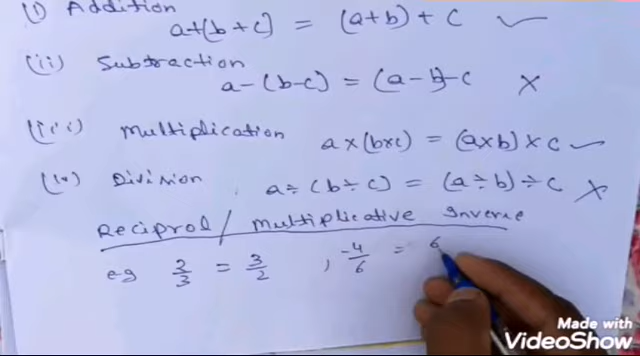 (i) Addition
a+(b+c) = (a+b)+c ✓
(ii) Subtraction
a-(b-c) = (a-b)-c ×
(iii) Multiplication a×(b×c) = (a×b)×c ✓
(iv) Division a÷(b÷c) = (a÷b)÷c ×
Reciprol/Multiplicative Inverse
eg 2/3 = 3/2 , -4/6 = 6
Made with
VideoShow